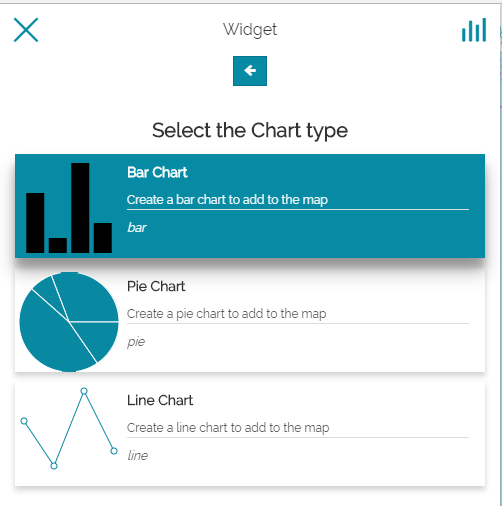 Widget
Select the Chart type
Bar Chart
Create a bar chart to add to the map
bar
Pie Chart
Create a pie chart to add to the map
pie
Line Chart
Create a line chart to add to the map
line